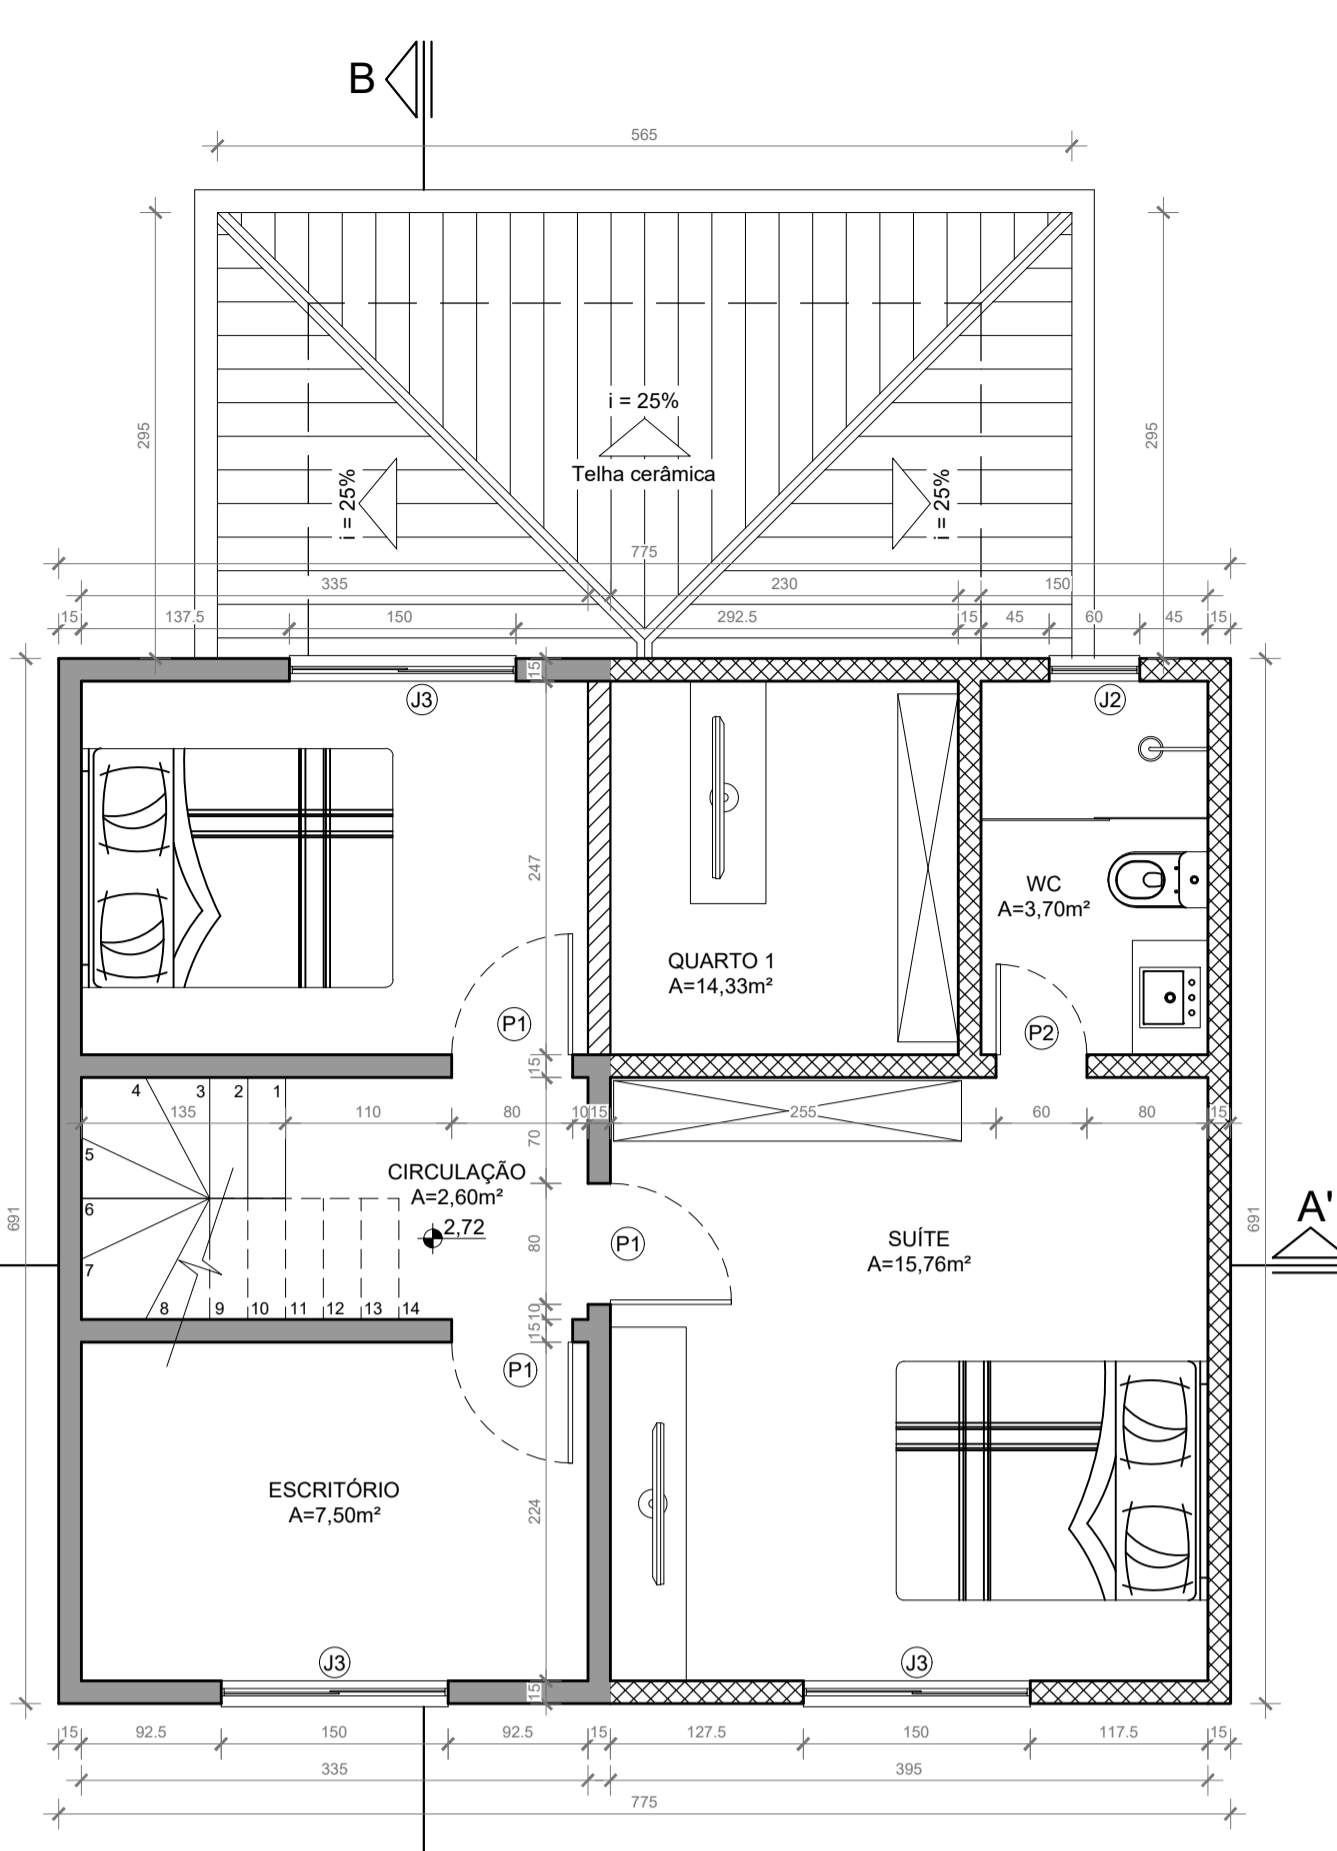 B
565
295
295
i = 25%
Telha cerâmica
i = 25%
i = 25%
775
335
230
150
15
137.5
150
292.5
15
45
60
45
15
15
J3
J2
247
WC
A=3,70m²
QUARTO 1
A=14,33m²
P1
P2
15
4
3
2
1
135
110
80
10
15
255
60
80
15
70
5
CIRCULAÇÃO
A=2,60m²
6
2,72
691
691
A'
80
P1
SUÍTE
A=15,76m²
7
8
9
10
11
12
13
14
10
15
P1
ESCRITÓRIO
A=7,50m²
224
J3
J3
15
15
92.5
150
92.5
15
127.5
150
117.5
15
335
395
775